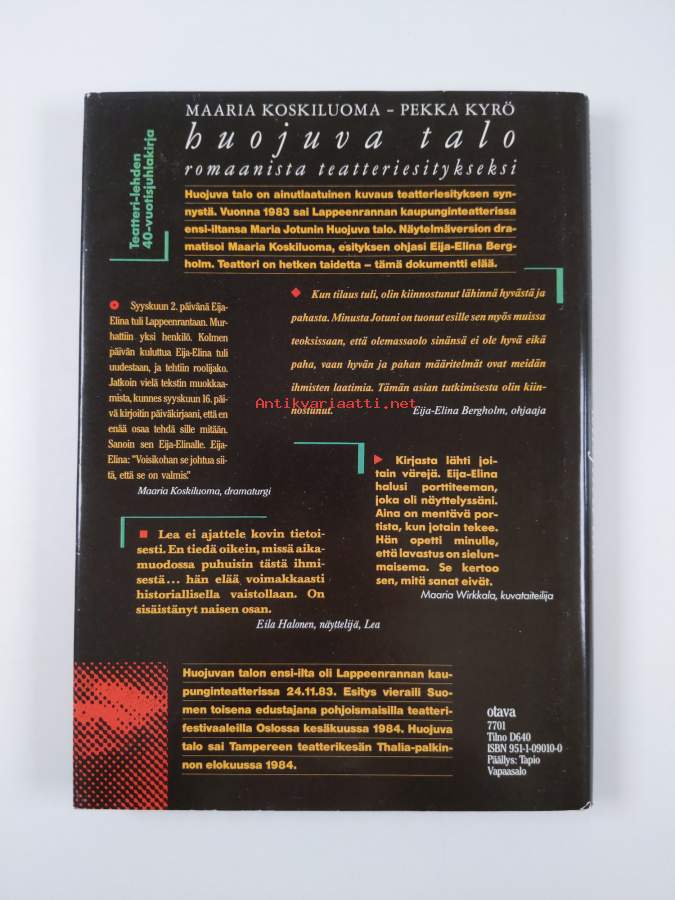 MAARIA KOSKILUOMA – PEKKA KYRÖ
huojuva talo
romaanista teatteriesitykseksi
Teatteri-lehden
40-vuotisjuhlakirja
Huojuva talo on ainutlaatuinen kuvaus teatteriesityksen syn-
nystä. Vuonna 1983 sai Lappeenrannan kaupunginteatterissa
ensi-iltansa Maria Jotunin Huojuva talo. Näytelmäversion dra-
matisoi Maaria Koskiluoma, esityksen ohjasi Eija-Elina Berg-
holm. Teatteri on hetken taidetta – tämä dokumentti elää.
Syyskuun 2. päivänä Eija-
Elina tuli Lappeenrantaan. Mur-
hattiin yksi henkilö. Kolmen
päivän kuluttua Eija-Elina tuli
uudestaan, ja tehtiin roolijako.
Jatkoin vielä tekstin muokkaa-
mista, kunnes syyskuun 16. päi-
vä kirjoitin päiväkirjaani, että en
enää osaa tehdä sille mitään.
Sanoin sen Eija-Elinalle. Eija-
Elina: "Voisikohan se johtua sii-
tä, että se on valmis"
Maaria Koskiluoma, dramaturgi
Kun tilaus tuli, olin kiinnostunut lähinnä hyvästä ja
pahasta. Minusta Jotuni on tuonut esille sen myös muissa
teoksissaan, että olemassaolo sinänsä ei ole hyvä eikä
paha, vaan hyvän ja pahan määritelmät ovat meidän
ihmisten laatimia. Tämän asian tutkimisesta olin kiin-
nostunut.
Eija-Elina Bergholm, ohjaaja
Antikvariaatti.net
Kirjasta lähti joi-
tain värejä. Eija-Elina
halusi porttiteeman,
joka oli näyttelyssäni.
Aina on mentävä por-
tista, kun jotain tekee.
Hän opetti minulle,
että lavastus on sielun-
maisema. Se kertoo
sen, mitä sanat eivät.
Maaria Wirkkala, kuvataiteilija
Lea ei ajattele kovin tietoi-
sesti. En tiedä oikein, missä aika-
muodossa puhuisin tästä ihmi-
sestä... hän elää voimakkaasti
historiallisella vaistollaan. On
sisäistänyt naisen osan.
Eila Halonen, näyttelijä, Lea
Huojuvan talon ensi-ilta oli Lappeenrannan kau-
punginteatterissa 24.11.83. Esitys vieraili Suo-
men toisena edustajana pohjoismaisilla teatteri-
festivaaleilla Oslossa kesäkuussa 1984. Huojuva
talo sai Tampereen teatterikesän Thalia-palkin-
non elokuussa 1984.
otava
7701
Tilno D640
ISBN 951-1-09010-0
Päällys: Tapio
Vapaasalo